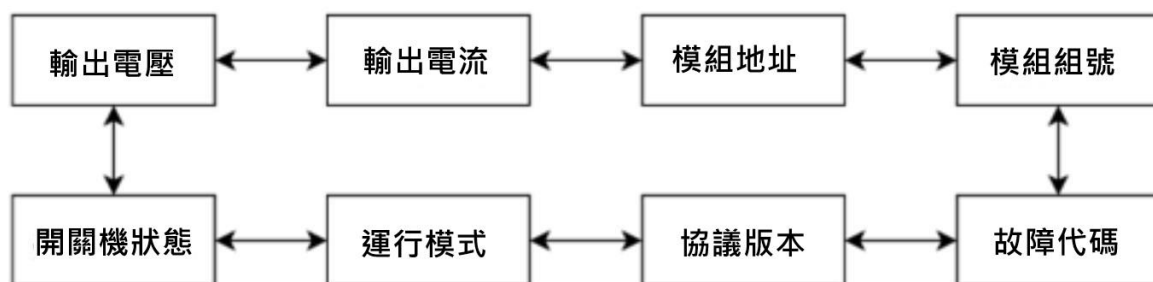 輸出電壓
輸出電流
模組地址
模組組號
開關機狀態
運行模式
協議版本
故障代碼